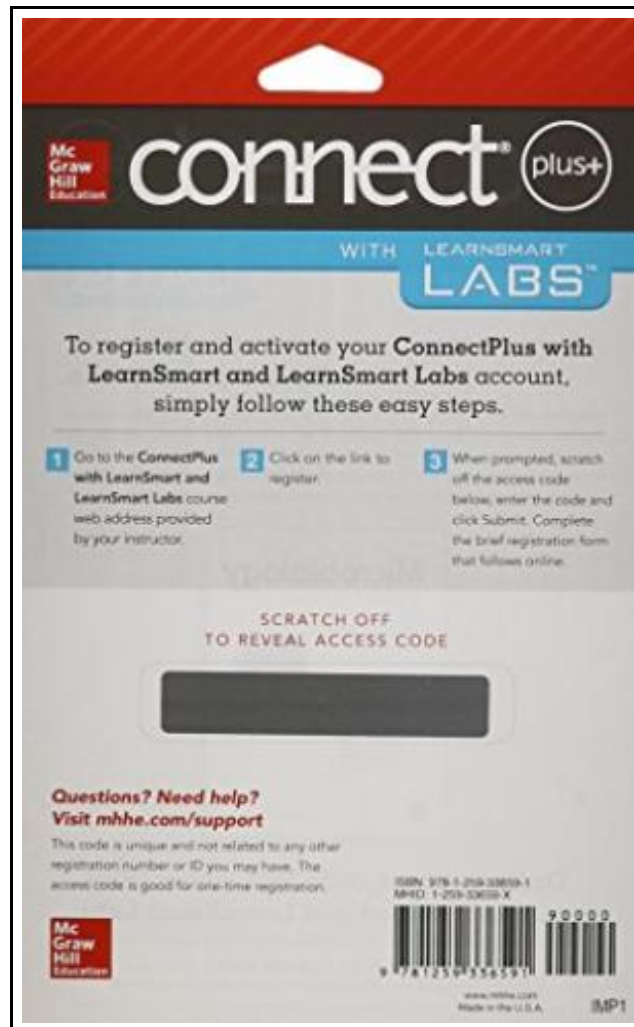 Mc
Graw
Hill
Education
connect® plus+
WITH LEARNSMART
LABS™
To register and activate your ConnectPlus with
LearnSmart and LearnSmart Labs account,
simply follow these easy steps.
1 Go to the ConnectPlus
with LearnSmart and
LearnSmart Labs course
web address provided
by your instructor.
2 Click on the link to
register.
3 When prompted, scratch
off the access code
below, enter the code and
click Submit. Complete
the brief registration form
that follows online.
Microbiology
SCRATCH OFF
TO REVEAL ACCESS CODE
Questions? Need help?
Visit mhhe.com/support
This code is unique and not related to any other
registration number or ID you may have. The
access code is good for one-time registration.
ISBN: 978-1-259-33659-1
MHID: 1-259-33659-X
90000
9 781259 336591
Mc
Graw
Hill
Education
www.mhhe.com
Made in the U.S.A.
IMP1